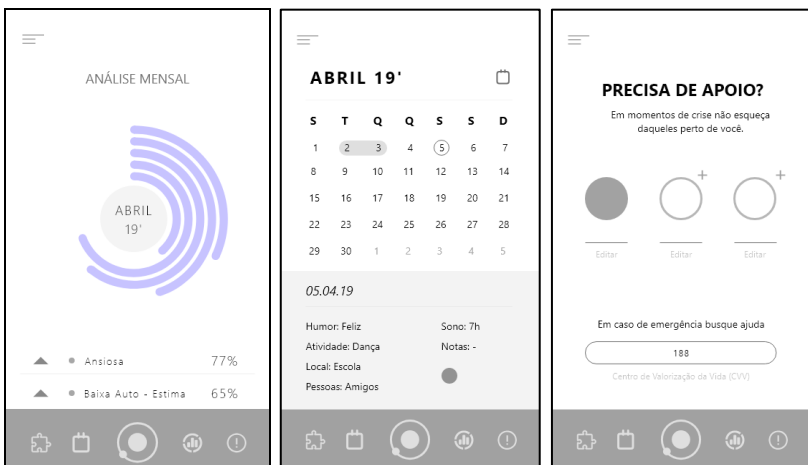 ANÁLISE MENSAL
ABRIL
19'
Ansiosa 77%
Baixa Auto - Estima 65%
ABRIL 19'
S T Q Q S S D
1 2 3 4 5 6 7
8 9 10 11 12 13 14
15 16 17 18 19 20 21
22 23 24 25 26 27 28
29 30 1 2 3 4 5
05.04.19
Humor: Feliz Sono: 7h
Atividade: Dança Notas: -
Local: Escola
Pessoas: Amigos
PRECISA DE APOIO?
Em momentos de crise não esqueça
daqueles perto de você.
Editar Editar Editar
Em caso de emergência busque ajuda
188
Centro de Valorização da Vida (CVV)